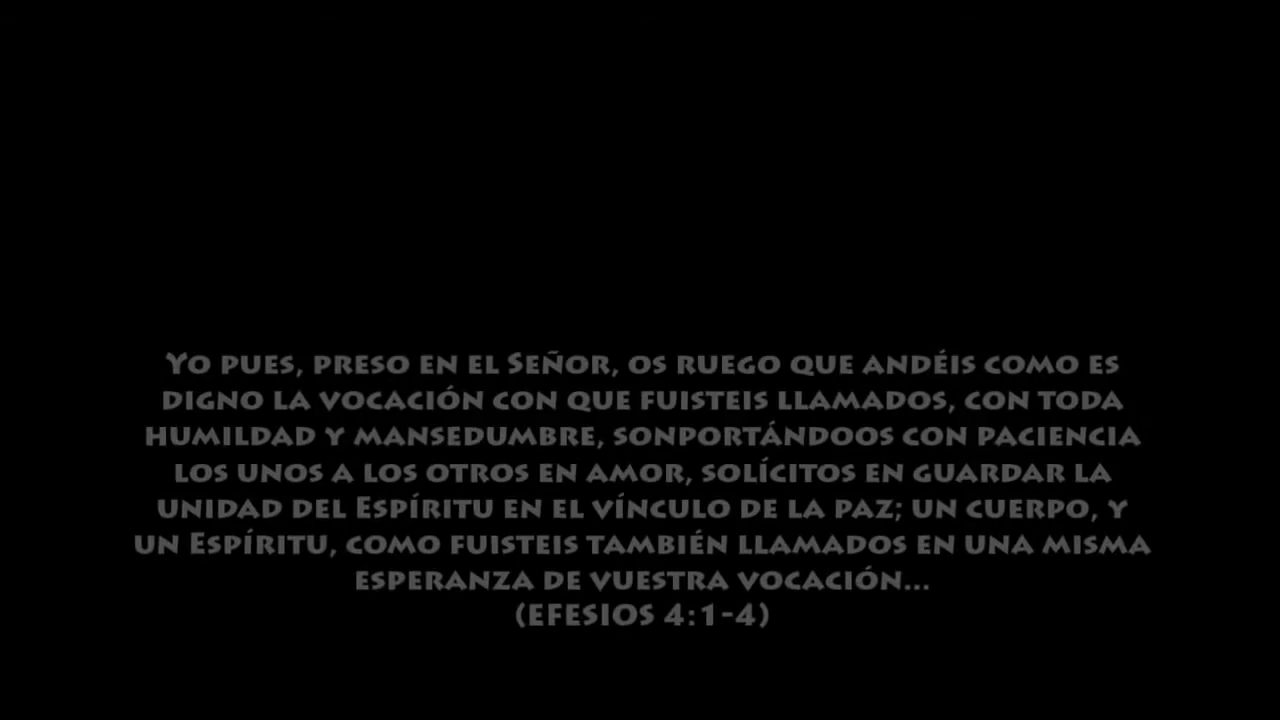 Yo pues, preso en el Señor, os ruego que andéis como es
digno la vocación con que fuisteis llamados, con toda
humildad y mansedumbre, sonportándoos con paciencia
los unos a los otros en amor, solícitos en guardar la
unidad del Espíritu en el vínculo de la paz; un cuerpo, y
un Espíritu, como fuisteis también llamados en una misma
esperanza de vuestra vocación...
(EFESIOS 4:1-4)